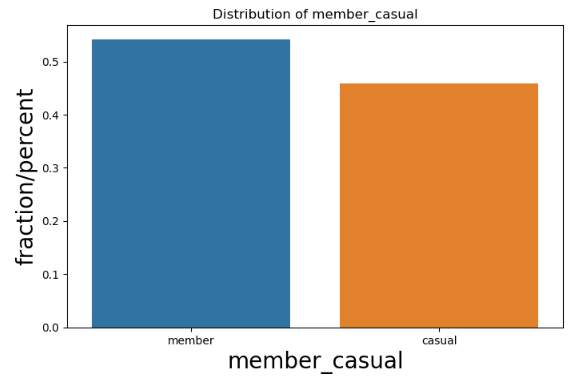 Distribution of member_casual
fraction/percent
0.5
0.4
0.3
0.2
0.1
0.0
member casual
member_casual